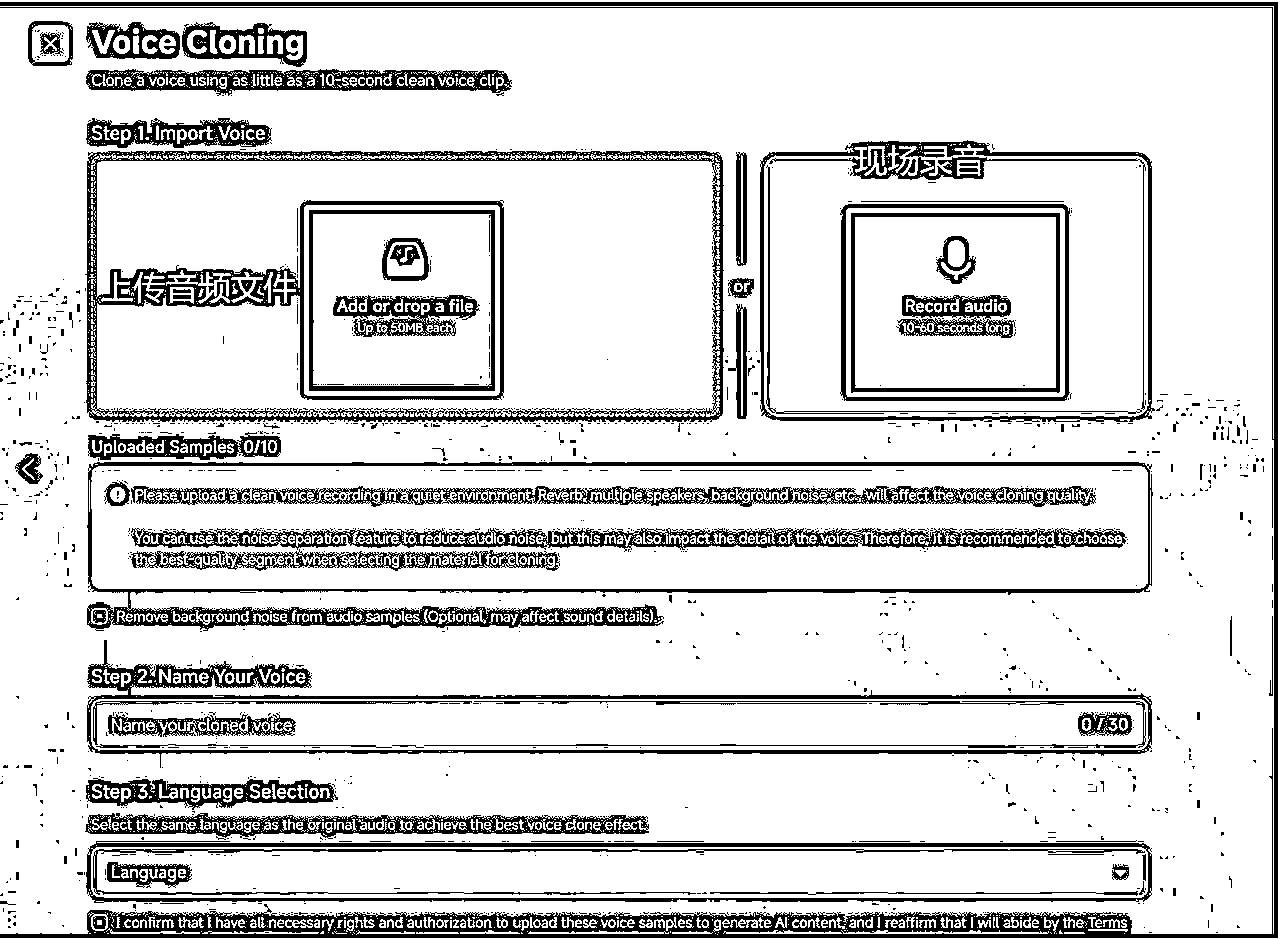 Voice Cloning
Clone a voice using as little as a 10-second clean voice clip.
Step 1. Import Voice
现场录音
上传音频文件
Add or drop a file
Up to 50MB each
or
Record audio
10-60 seconds long
Uploaded Samples 0/10
Please upload a clean voice recording in a quiet environment. Reverb, multiple speakers, background noise, etc., will affect the voice cloning quality.
You can use the noise separation feature to reduce audio noise, but this may also impact the detail of the voice. Therefore, it is recommended to choose
the best-quality segment when selecting the material for cloning.
Remove background noise from audio samples (Optional, may affect sound details).
Step 2. Name Your Voice
Name your cloned voice
0 / 30
Step 3. Language Selection
Select the same language as the original audio to achieve the best voice clone effect.
Language
I confirm that I have all necessary rights and authorization to upload these voice samples to generate AI content, and I reaffirm that I will abide by the Terms